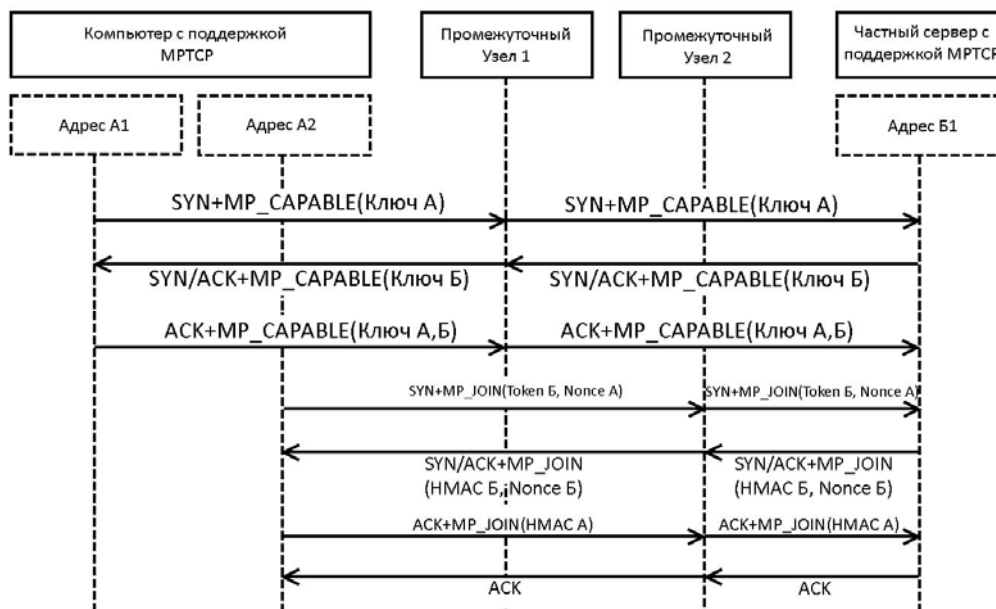 Компьютер с поддержкой
MPTCP
Промежуточный
Узел 1
Промежуточный
Узел 2
Частный сервер с
поддержкой MPTCP
Адрес А1
Адрес А2
Адрес Б1
SYN+MP_CAPABLE(Ключ А)
SYN+MP_CAPABLE(Ключ А)
SYN/ACK+MP_CAPABLE(Ключ Б)
SYN/ACK+MP_CAPABLE(Ключ Б)
ACK+MP_CAPABLE(Ключ А,Б)
ACK+MP_CAPABLE(Ключ А,Б)
SYN+MP_JOIN(Token Б, Nonce А)
SYN+MP_JOIN(Token Б, Nonce А)
SYN/ACK+MP_JOIN
(HMAC Б, Nonce Б)
SYN/ACK+MP_JOIN
(HMAC Б, Nonce Б)
ACK+MP_JOIN(HMAC А)
ACK+MP_JOIN(HMAC А)
ACK
ACK